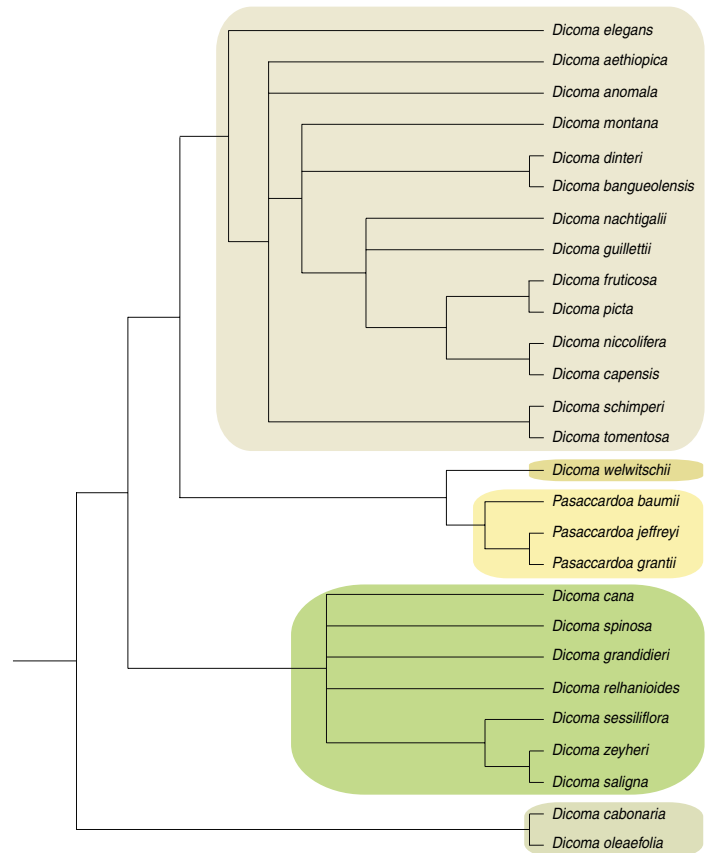 Dicoma elegans
Dicoma aethiopica
Dicoma anomala
Dicoma montana
Dicoma dinteri
Dicoma bangueolensis
Dicoma nachtigalii
Dicoma guillettii
Dicoma fruticosa
Dicoma picta
Dicoma niccolifera
Dicoma capensis
Dicoma schimperi
Dicoma tomentosa
Dicoma welwitschii
Pasaccardoa baumii
Pasaccardoa jeffreyi
Pasaccardoa grantii
Dicoma cana
Dicoma spinosa
Dicoma grandidieri
Dicoma relhanioides
Dicoma sessiliflora
Dicoma zeyheri
Dicoma saligna
Dicoma cabonaria
Dicoma oleaefolia